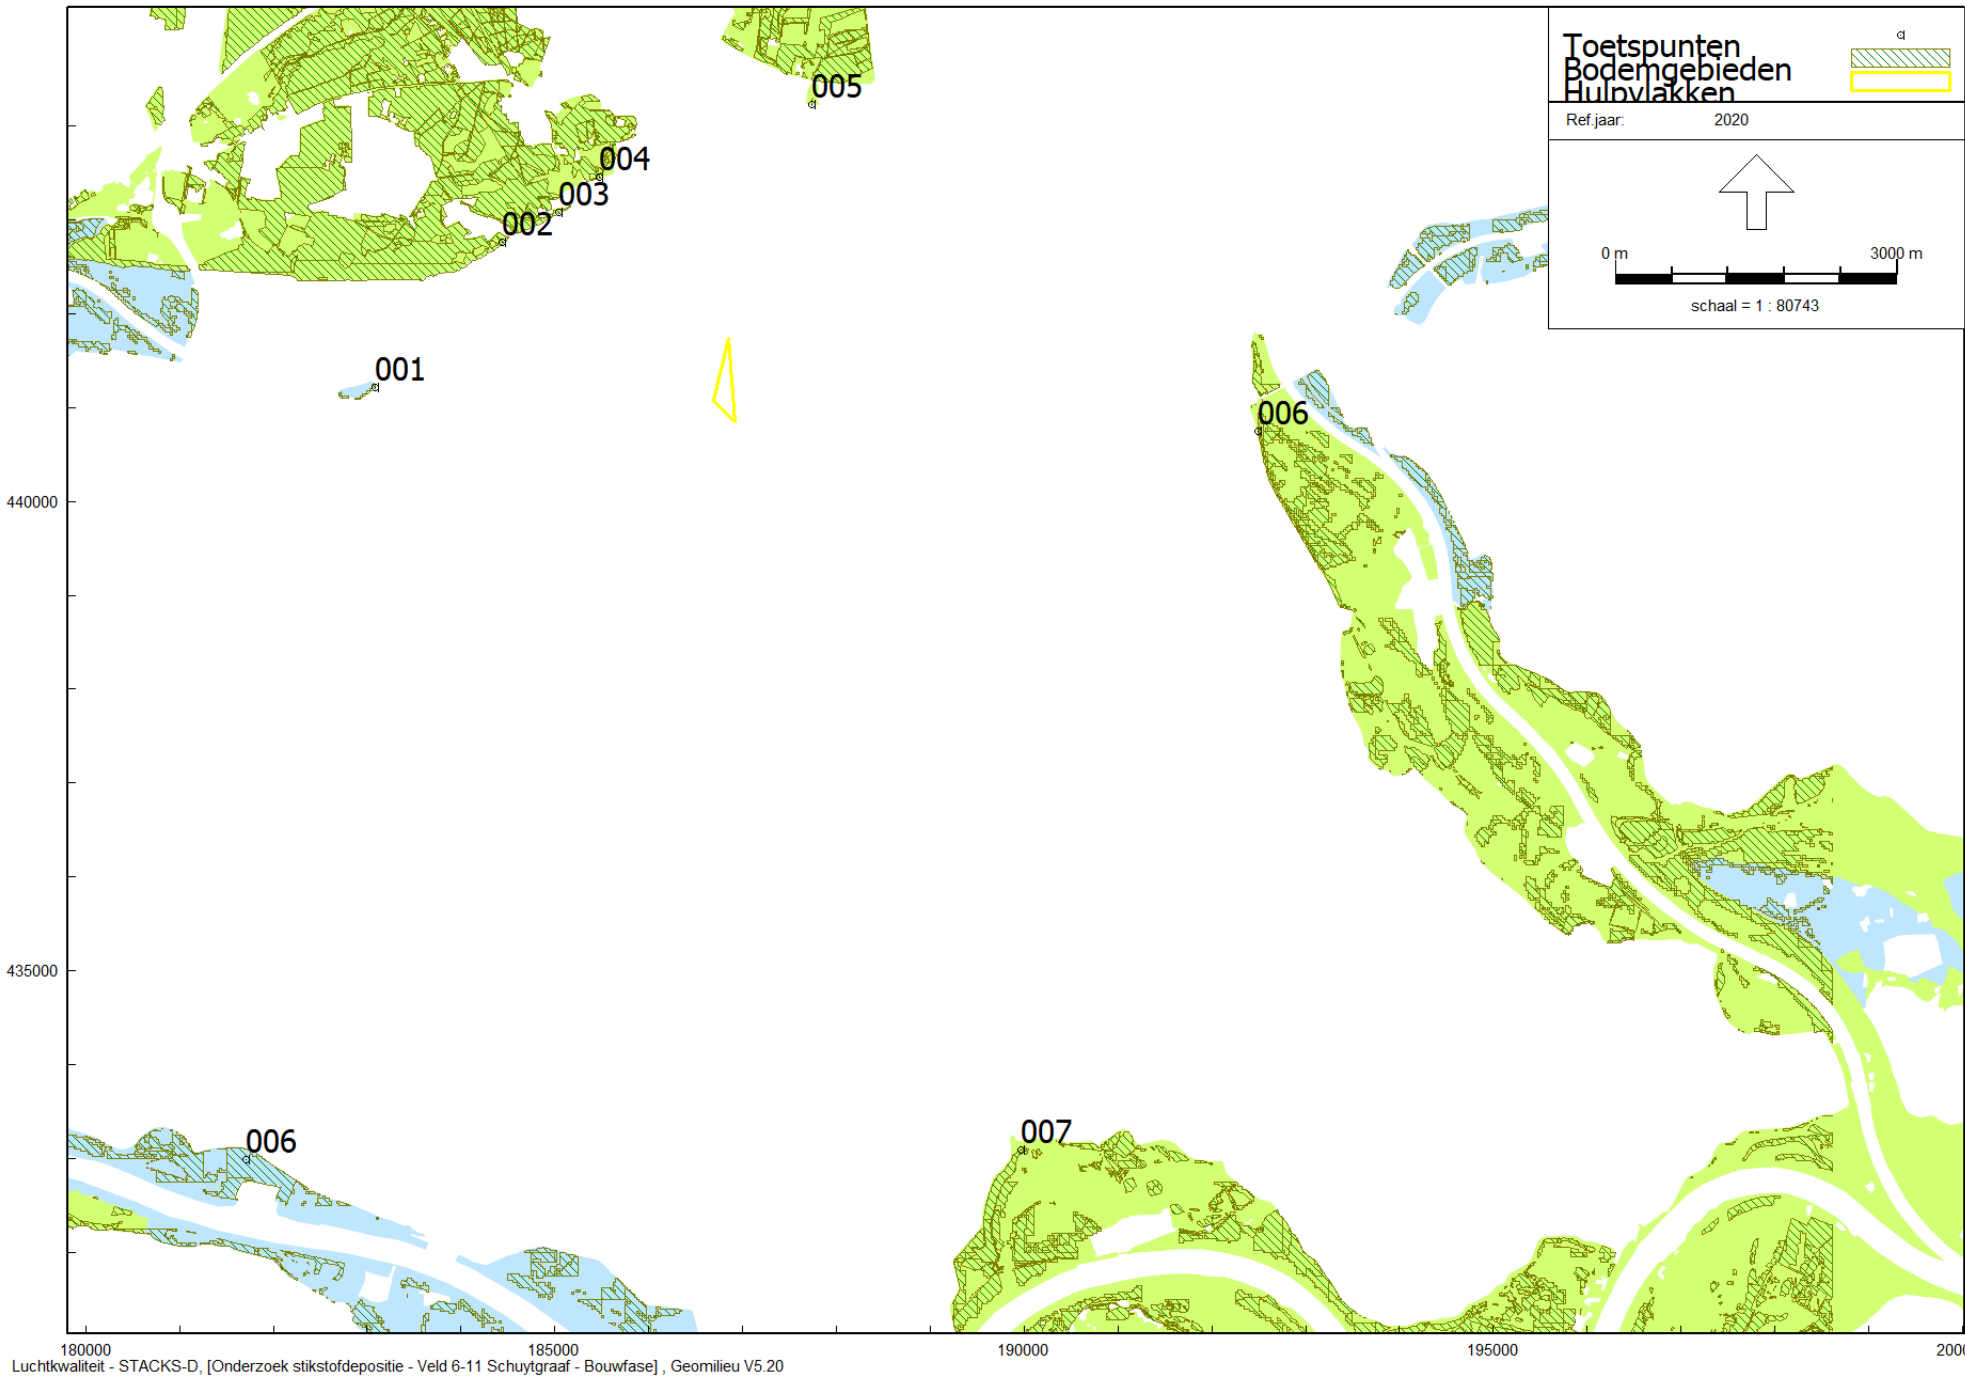 Toetspunten
Bodemgebieden
Hulpvlakken
Ref.jaar: 2020
0 m 3000 m
schaal = 1 : 80743
005
004
003
002
001
006
440000
435000
006
007
180000 185000 190000 195000 2000
Luchtkwaliteit - STACKS-D, [Onderzoek stikstofdepositie - Veld 6-11 Schuytgraaf - Bouwfase] , Geomilieu V5.20